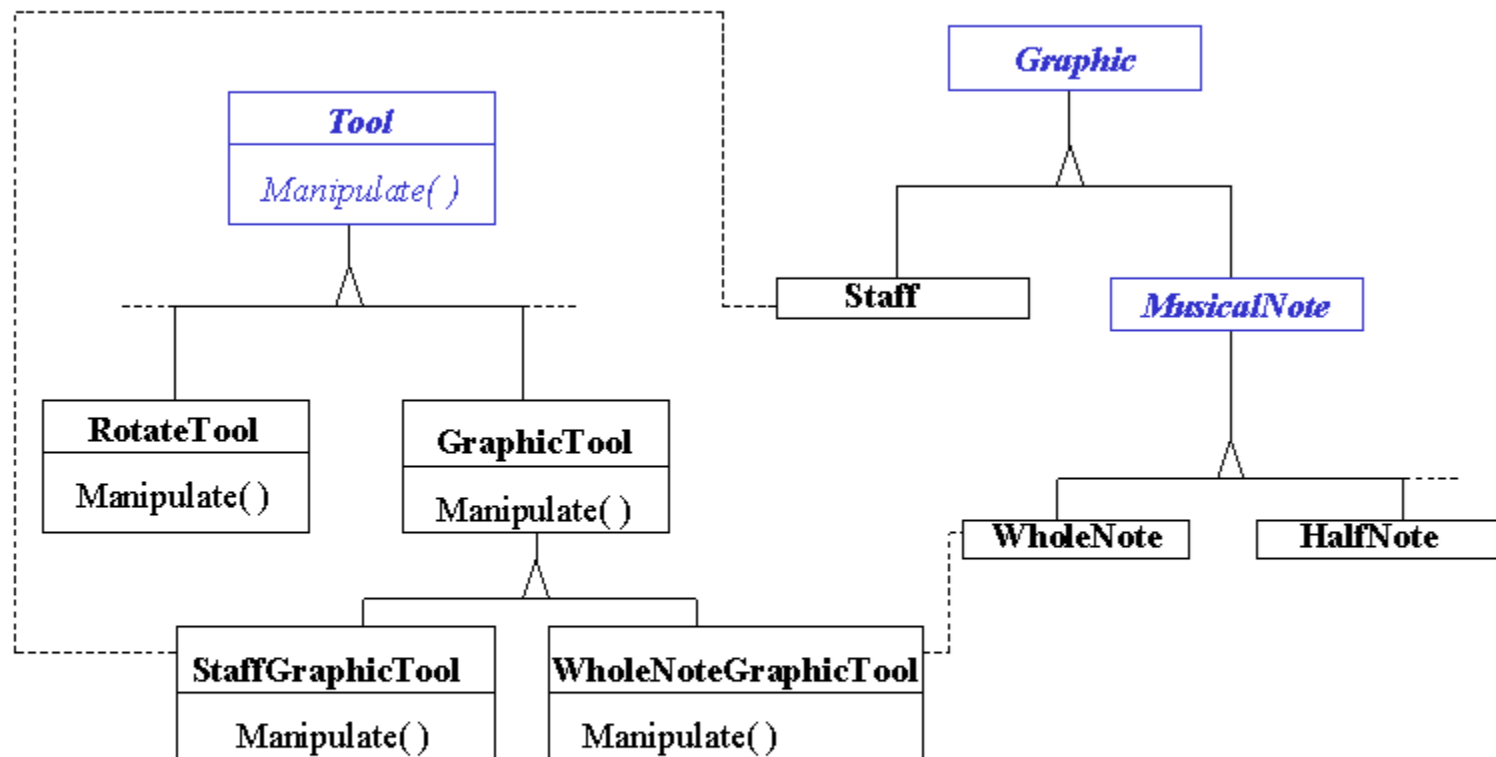 Graphic
Tool
Manipulate( )
Staff
MusicalNote
RotateTool
Manipulate( )
GraphicTool
Manipulate( )
WholeNote
HalfNote
StaffGraphicTool
Manipulate( )
WholeNoteGraphicTool
Manipulate( )